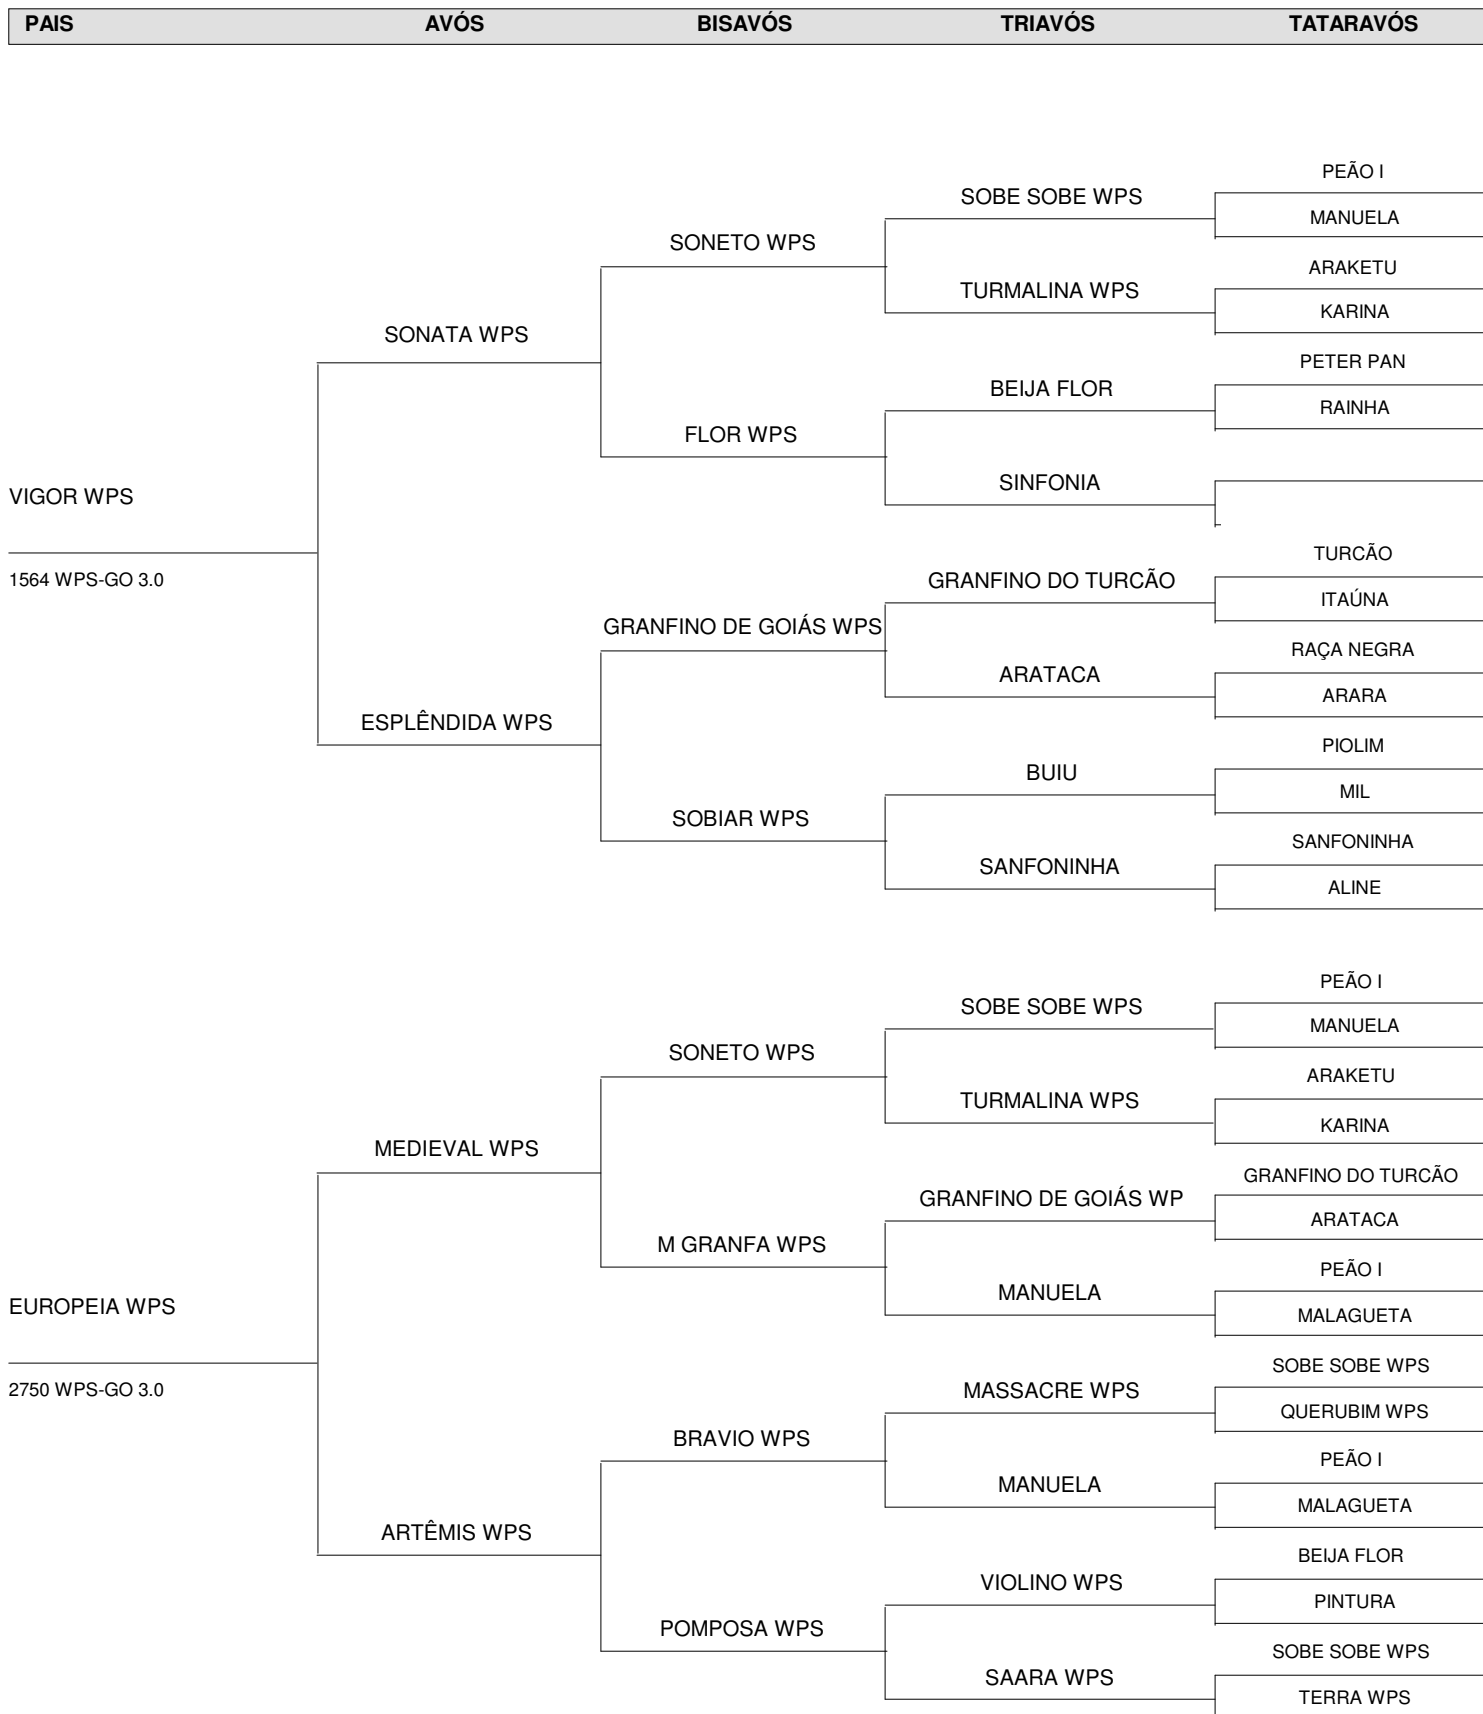 PAIS AVÓS BISAVÓS TRIAVÓS TATARAVÓS
PEÃO I
SOBE SOBE WPS
MANUELA
SONETO WPS
ARAKETU
TURMALINA WPS
KARINA
SONATA WPS
PETER PAN
BEIJA FLOR
RAINHA
FLOR WPS
SINFONIA
VIGOR WPS
TURCÃO
1564 WPS-GO 3.0
GRANFINO DO TURCÃO
ITAÚNA
GRANFINO DE GOIÁS WPS
RAÇA NEGRA
ARATACA
ARARA
ESPLÊNDIDA WPS
PIOLIM
BUIU
MIL
SOBIAR WPS
SANFONINHA
SANFONINHA
ALINE
PEÃO I
SOBE SOBE WPS
MANUELA
SONETO WPS
ARAKETU
TURMALINA WPS
KARINA
MEDIEVAL WPS
GRANFINO DO TURCÃO
GRANFINO DE GOIÁS WP
ARATACA
M GRANFA WPS
PEÃO I
MANUELA
EUROPEIA WPS
MALAGUETA
SOBE SOBE WPS
2750 WPS-GO 3.0
MASSACRE WPS
QUERUBIM WPS
BRAVIO WPS
PEÃO I
MANUELA
MALAGUETA
ARTÊMIS WPS
BEIJA FLOR
VIOLINO WPS
PINTURA
POMPOSA WPS
SOBE SOBE WPS
SAARA WPS
TERRA WPS